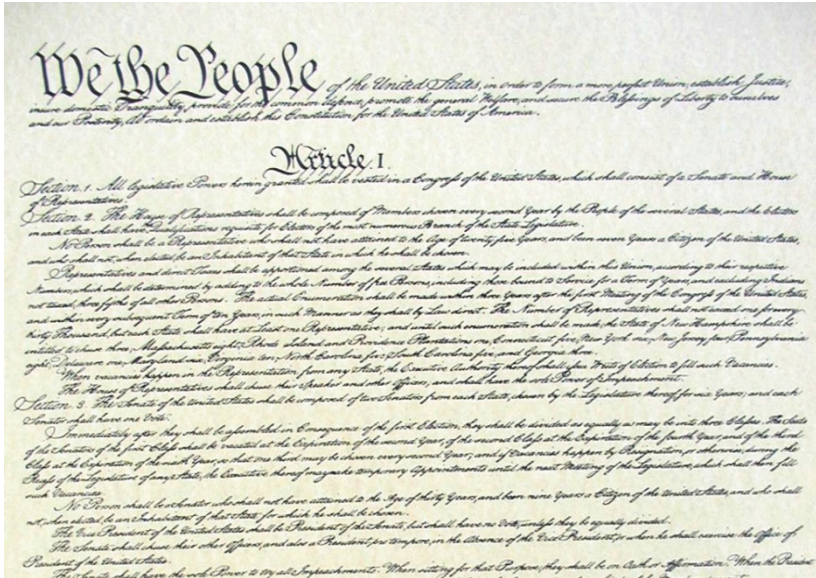 We the People of the United States, in order to form a more perfect Union, establish Justice,
insure domestic Tranquility, provide for the common defence, promote the general Welfare, and secure the Blessings of Liberty to ourselves
and our Posterity, do ordain and establish this Constitution for the United States of America.
Article. I.
Section. 1. All legislative Powers herein granted shall be vested in a Congress of the United States, which shall consist of a Senate and House
of Representatives.
Section. 2. The House of Representatives shall be composed of Members chosen every second Year by the People of the several States, and the Electors
in each State shall have Qualifications requisite for Electors of the most numerous Branch of the State Legislature.
No Person shall be a Representative who shall not have attained to the Age of twenty five Years, and been seven Years a Citizen of the United States,
and who shall not, when elected, be an Inhabitant of that State in which he shall be chosen.
Representatives and direct Taxes shall be apportioned among the several States which may be included within this Union, according to their respective
Numbers, which shall be determined by adding to the whole Number of free Persons, including those bound to Service for a Term of Years, and excluding Indians
not taxed, three fifths of all other Persons. The actual Enumeration shall be made within three Years after the first Meeting of the Congress of the United States,
and within every subsequent Term of ten Years, in such Manner as they shall by Law direct. The Number of Representatives shall not exceed one for every
thirty Thousand, but each State shall have at Least one Representative; and until such enumeration shall be made, the State of New Hampshire shall be
entitled to chuse three, Massachusetts eight, Rhode Island and Providence Plantations one, Connecticut five, New York six, New Jersey four, Pennsylvania
eight, Delaware one, Maryland six, Virginia ten, North Carolina five, South Carolina five, and Georgia three.
When vacancies happen in the Representation from any State, the Executive Authority thereof shall issue Writs of Election to fill such Vacancies.
The House of Representatives shall chuse their Speaker and other Officers; and shall have the sole Power of Impeachment.
Section. 3. The Senate of the United States shall be composed of two Senators from each State, chosen by the Legislature thereof for six Years; and each
Senator shall have one Vote.
Immediately after they shall be assembled in Consequence of the first Election, they shall be divided as equally as may be into three Classes. The Seats
of the Senators of the first Class shall be vacated at the Expiration of the second Year, of the second Class at the Expiration of the fourth Year, and of the third
Class at the Expiration of the sixth Year, so that one third may be chosen every second Year; and if Vacancies happen by Resignation, or otherwise, during the
Recess of the Legislature of any State, the Executive thereof may make temporary Appointments until the next Meeting of the Legislature, which shall then fill
such Vacancies.
No Person shall be a Senator who shall not have attained to the Age of thirty Years, and been nine Years a Citizen of the United States, and who shall
not, when elected, be an Inhabitant of that State for which he shall be chosen.
The Vice President of the United States shall be President of the Senate, but shall have no Vote, unless they be equally divided.
The Senate shall chuse their other Officers, and also a President pro tempore, in the Absence of the Vice President, or when he shall exercise the Office of
President of the United States.
The Senate shall have the sole Power to try all Impeachments. When sitting for that Purpose, they shall be on Oath or Affirmation. When the President